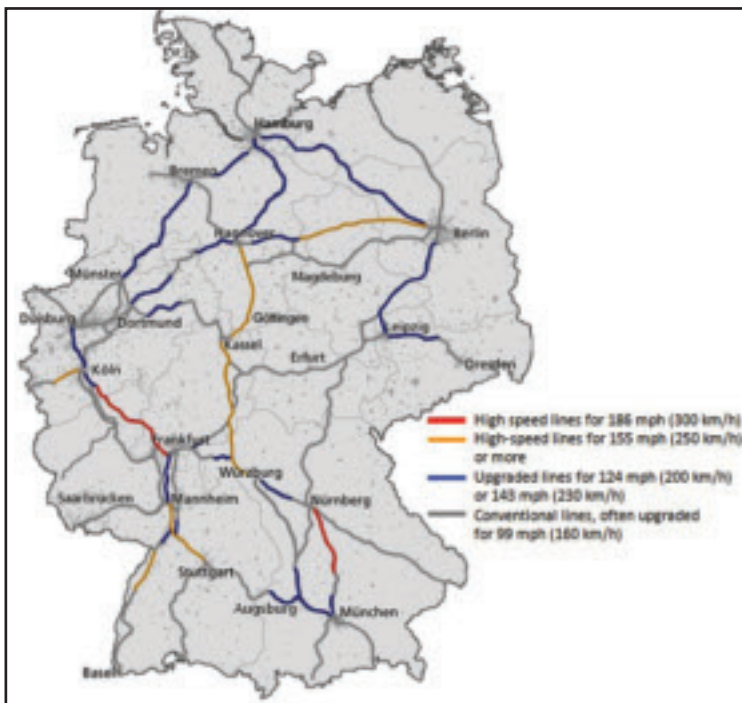 Hamburg
Bremen
Hannover
Berlin
Münster
Magdeburg
Duisburg
Dortmund
Göttingen
Leipzig
Kassel
Köln
Erfurt
Dresden
Frankfurt
Würzburg
Saarbrücken
Mannheim
Nürnberg
Stuttgart
Augsburg
München
Basel
High speed lines for 186 mph (300 km/h)
High-speed lines for 155 mph (250 km/h)
or more
Upgraded lines for 124 mph (200 km/h)
or 143 mph (230 km/h)
Conventional lines, often upgraded
for 99 mph (160 km/h)